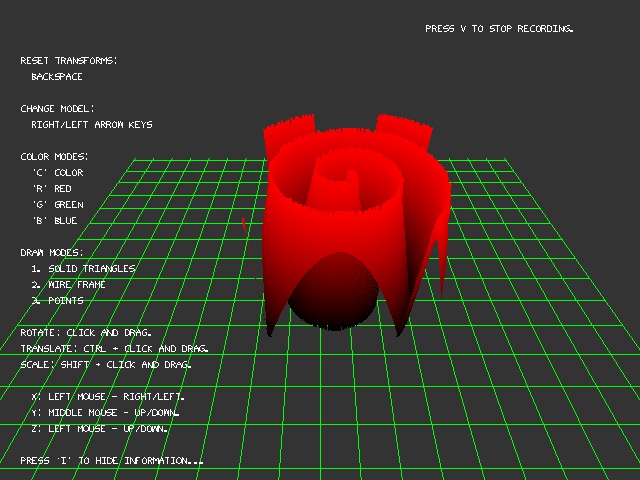 PRESS V TO STOP RECORDING.
RESET TRANSFORMS:
BACKSPACE
CHANGE MODEL:
RIGHT/LEFT ARROW KEYS
COLOR MODES:
'C' COLOR
'R' RED
'G' GREEN
'B' BLUE
DRAW MODES:
1. SOLID TRIANGLES
2. WIRE FRAME
3. POINTS
ROTATE: CLICK AND DRAG.
TRANSLATE: CTRL + CLICK AND DRAG.
SCALE: SHIFT + CLICK AND DRAG.
X: LEFT MOUSE - RIGHT/LEFT.
Y: MIDDLE MOUSE - UP/DOWN.
Z: LEFT MOUSE - UP/DOWN.
PRESS 'I' TO HIDE INFORMATION...